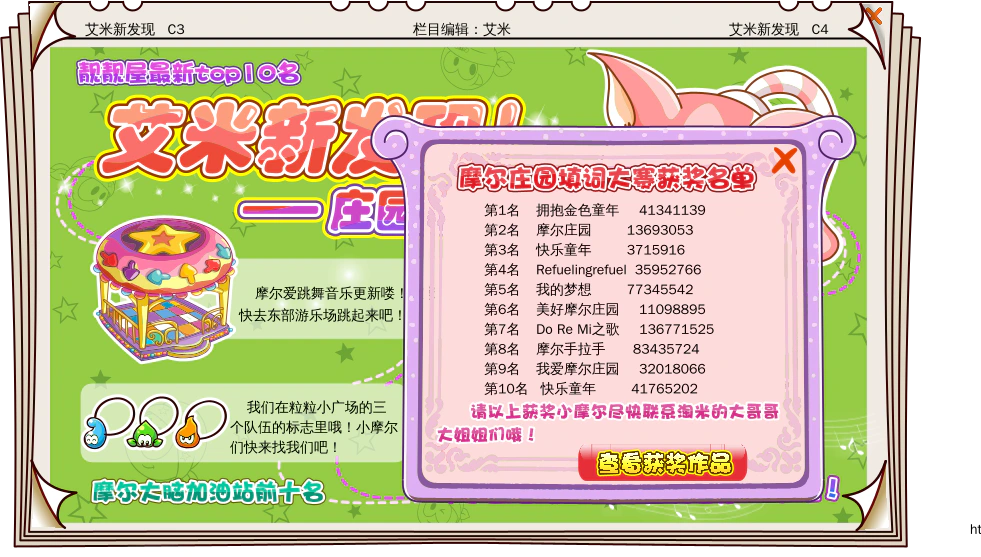 艾米新发现 C3
栏目编辑：艾米
艾米新发现 C4
靓靓屋最新top10名
艾米新发现！
一 庄园
摩尔爱跳舞音乐更新喽！
快去东部游乐场跳起来吧！
我们在粒粒小广场的三
个队伍的标志里哦！小摩尔
们快来找我们吧！
摩尔大脑加油站前十名
摩尔庄园填词大赛获奖名单
第1名 拥抱金色童年 41341139
第2名 摩尔庄园 13693053
第3名 快乐童年 3715916
第4名 Refuelingrefuel 35952766
第5名 我的梦想 77345542
第6名 美好摩尔庄园 11098895
第7名 Do Re Mi之歌 136771525
第8名 摩尔手拉手 83435724
第9名 我爱摩尔庄园 32018066
第10名 快乐童年 41765202
请以上获奖小摩尔尽快联系淘米的大哥哥
大姐姐们哦！
查看获奖作品
！
ht